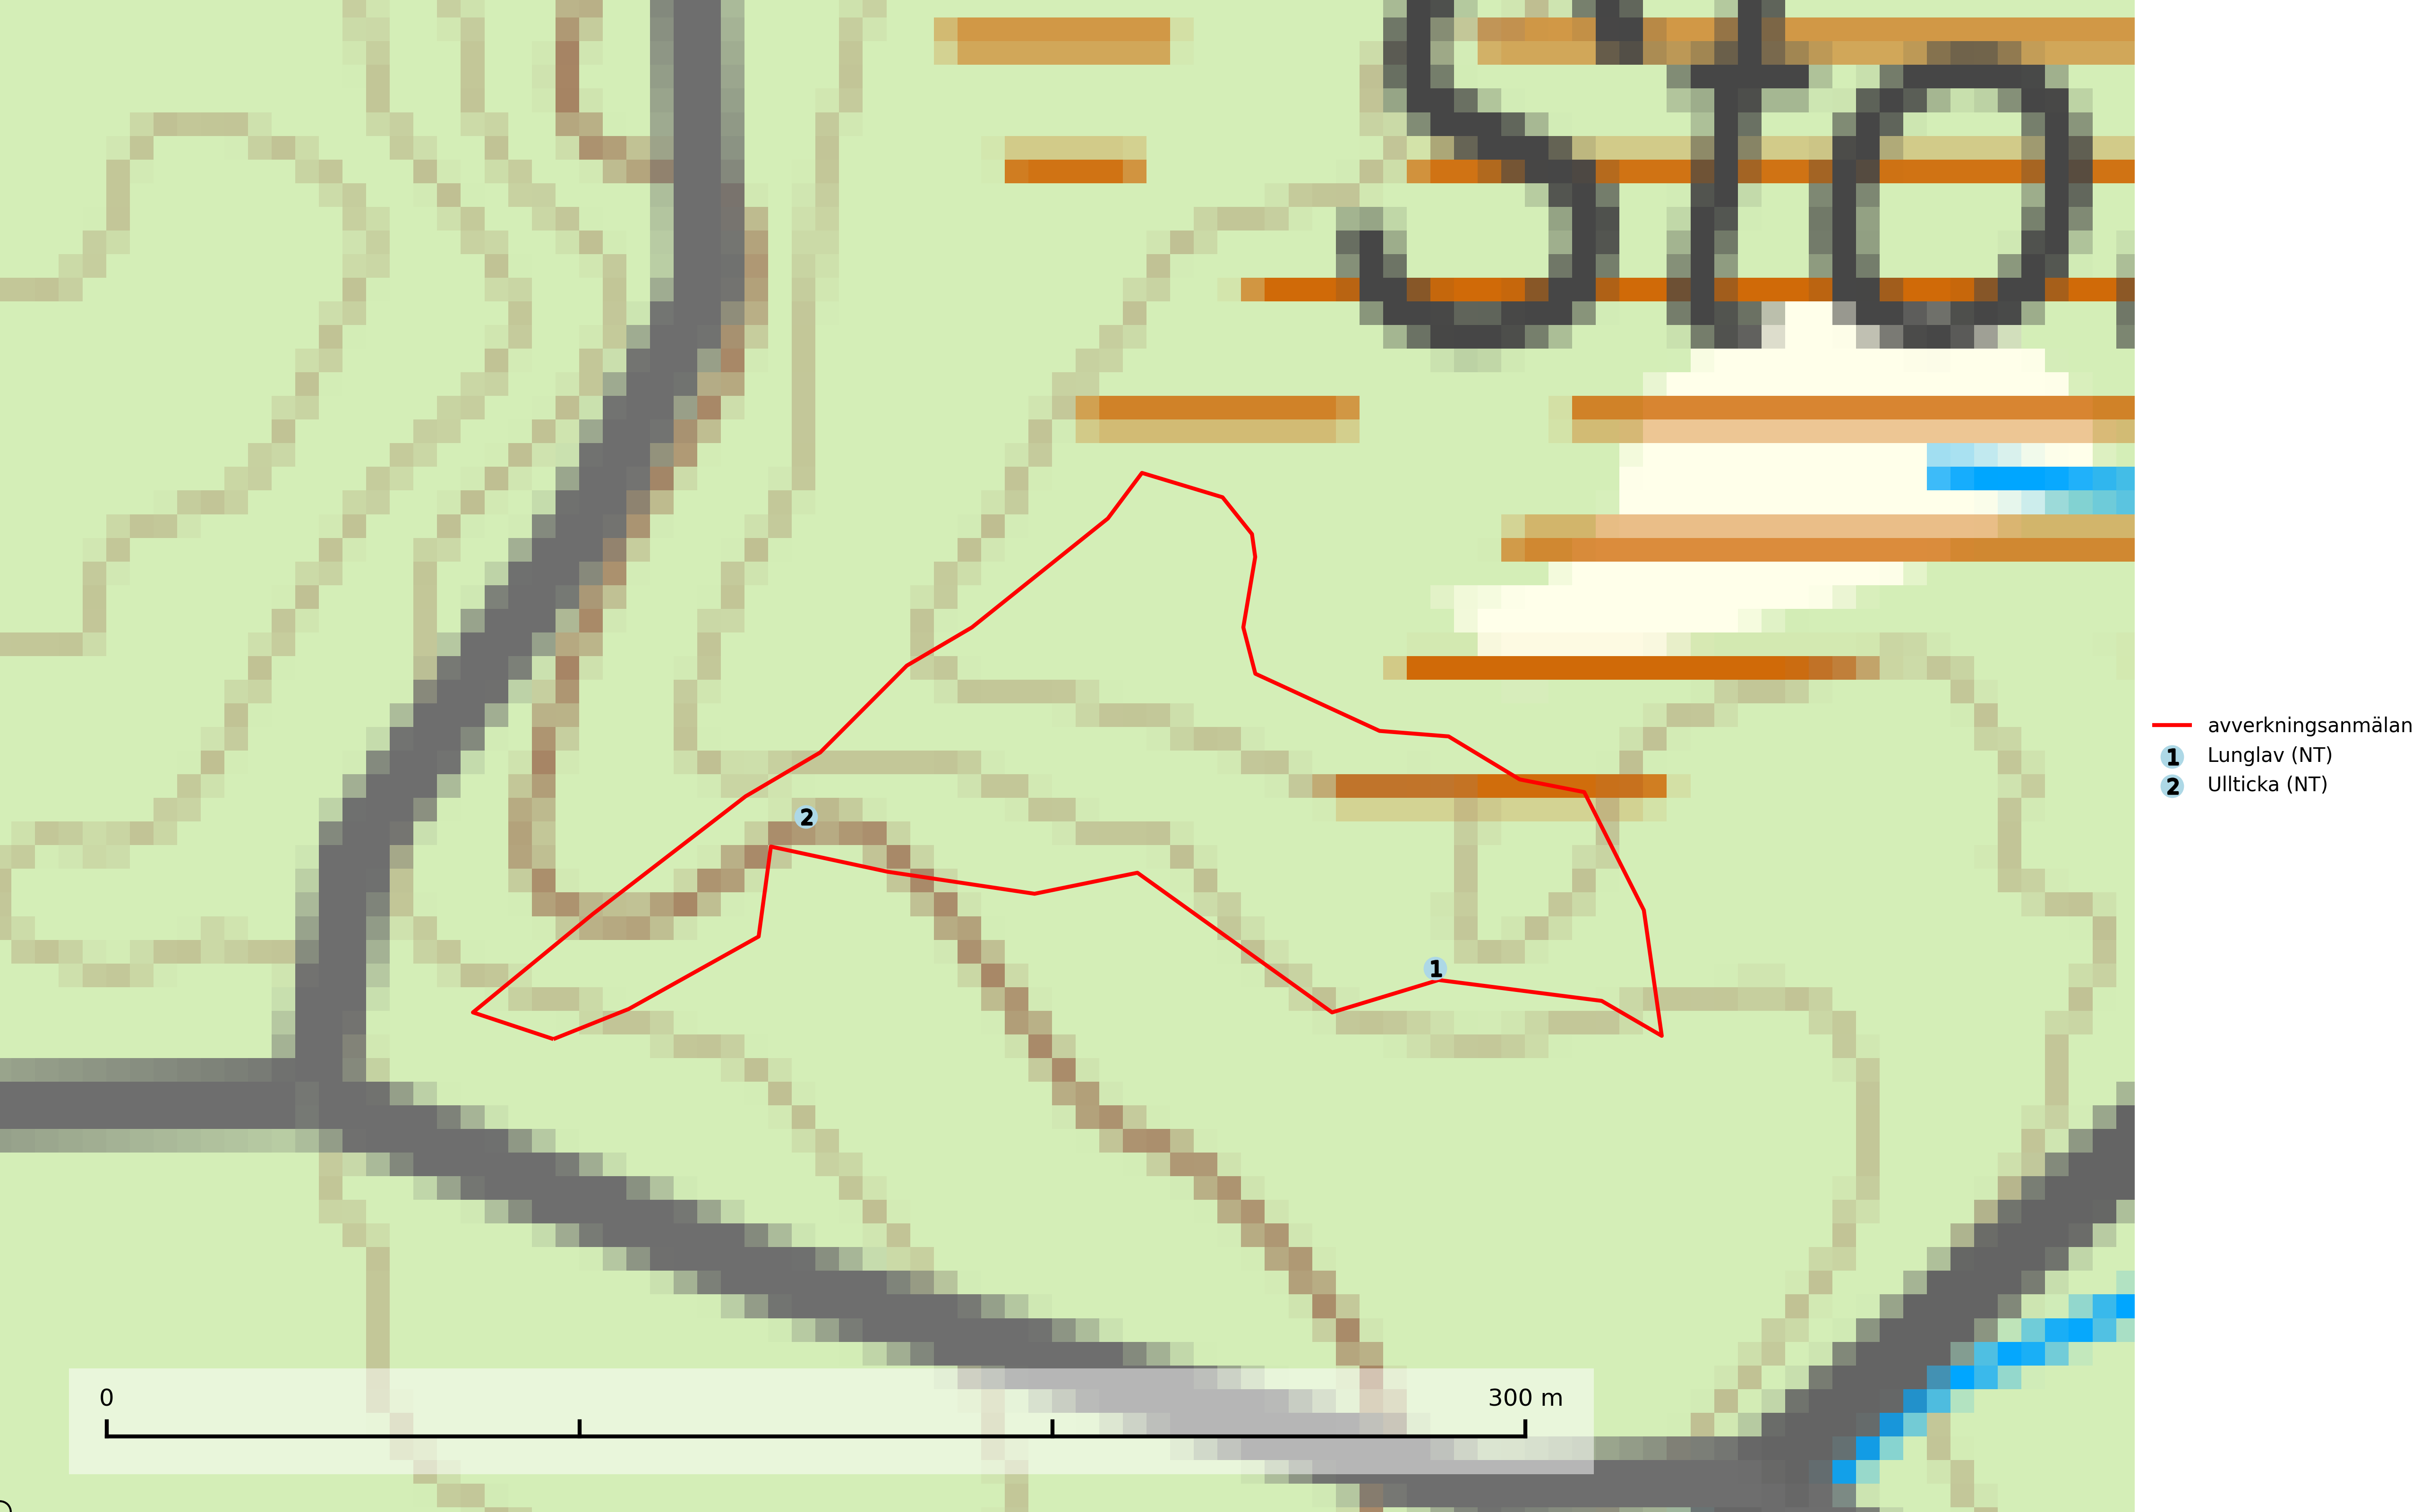 sto
2
1
avverkningsanmälan
1 Lunglav (NT)
2 Ullticka (NT)
0 300 m